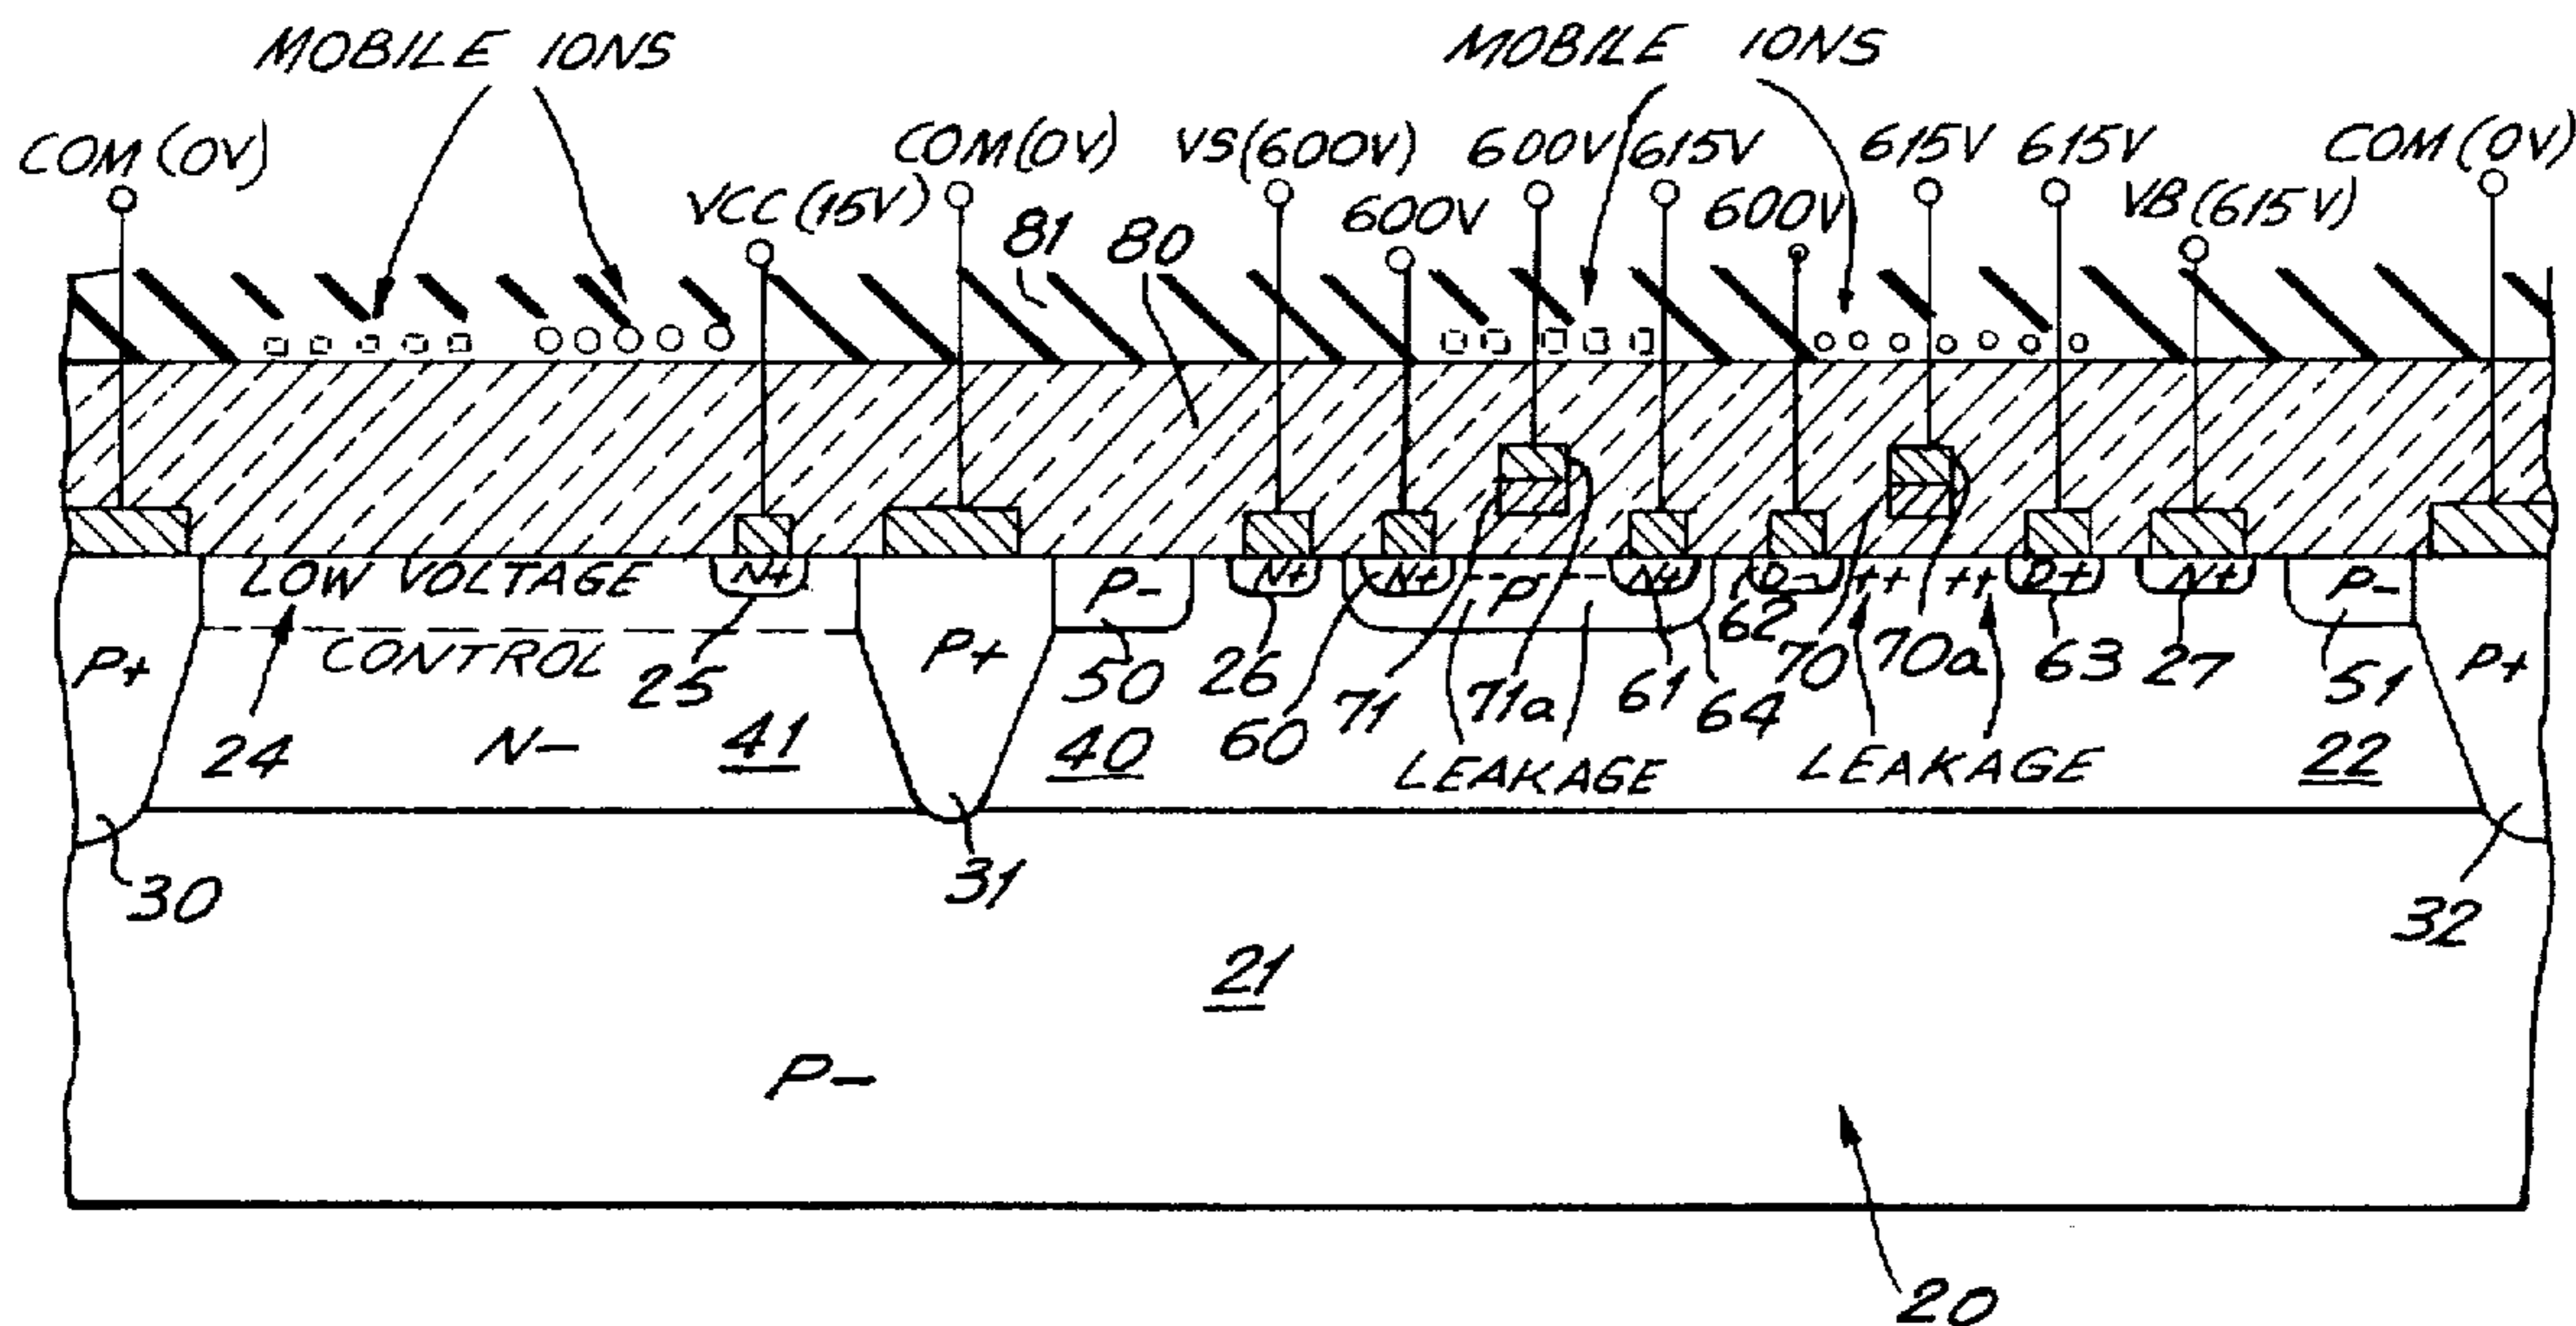 MOBILE IONS
MOBILE IONS
COM (0V)
VCC (15V)
COM (0V)
VS (600V)
600V
600V
615V
600V
615V
615V
VB (615V)
COM (0V)
81
80
LOW VOLTAGE
CONTROL
N+
P-
N+
N+
-- P --
N+
P-
++
++
P+
N+
P-
P+
P+
P+
24
N-
25
41
50
40
26
60
71
71a
61
64
62
70
70a
63
27
51
22
LEAKAGE
LEAKAGE
30
31
32
21
P-
20